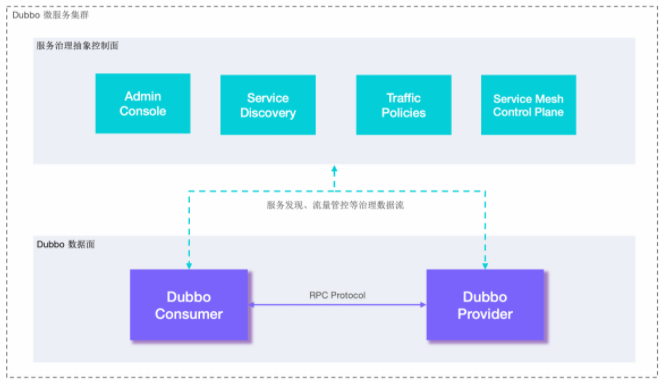 Dubbo 微服务集群
服务治理抽象控制面
Admin
Console
Service
Discovery
Traffic
Policies
Service Mesh
Control Plane
服务发现、流量管控等治理数据流
Dubbo 数据面
Dubbo
Consumer
RPC Protocol
Dubbo
Provider